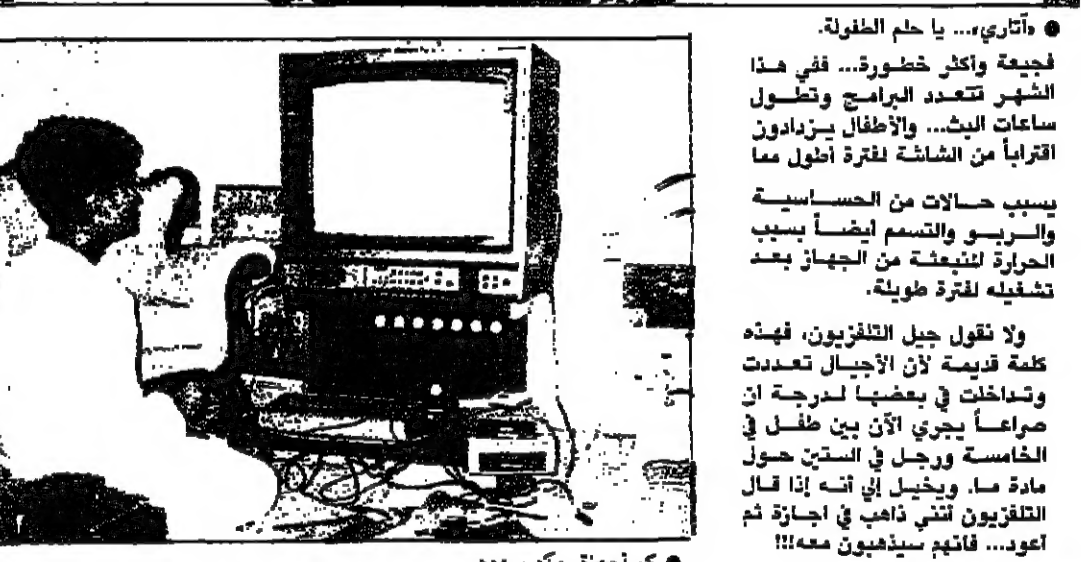 ● «آتاري»... يا حلم الطفولة.
فجيعة وأكثر خطورة... ففي هذا
الشهر تتعدد البرامج وتطول
ساعات البث... والأطفال يزدادون
اقتراباً من الشاشة لفترة أطول مما
يسبب حالات من الحساسية
والربو والتسمم أيضاً بسبب
الحرارة المنبعثة من الجهاز بعد
تشغيله لفترة طويلة.
ولا نقول جيل التلفزيون، فهذه
كلمة قديمة لأن الأجيال تعددت
وتداخلت في بعضها لدرجة ان
صراعاً يجري الآن بين طفل في
الخامسة ورجل في الستين حول
مادة ما. ويخيل إلي أنه إذا قال
التلفزيون أنني ذاهب في اجازة ثم
أعود... فانهم سيذهبون معه!!!